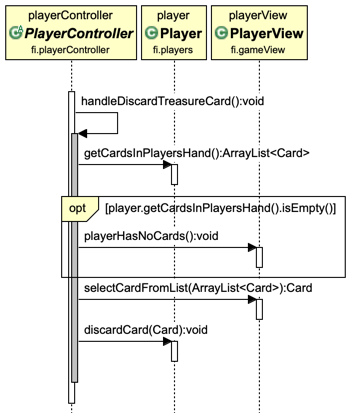 playerController
PlayerController
fi.playerController
player
Player
fi.players
playerView
PlayerView
fi.gameView
handleDiscardTreasureCard():void
getCardsInPlayersHand():ArrayList<Card>
opt
[player.getCardsInPlayersHand().isEmpty()]
playerHasNoCards():void
selectCardFromList(ArrayList<Card>):Card
discardCard(Card):void